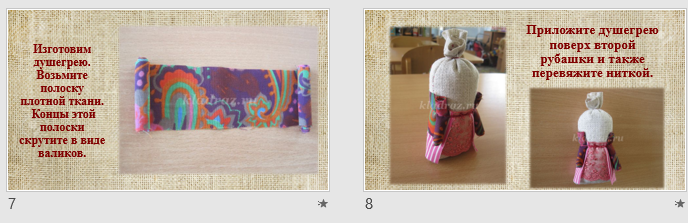 Изготовим
душегрею.
Возьмите
полоску
плотной ткани.
Концы этой
полоски
скрутите в виде
валиков.
7
Приложите душегрею
поверх второй
рубашки и также
перевяжите ниткой.
8